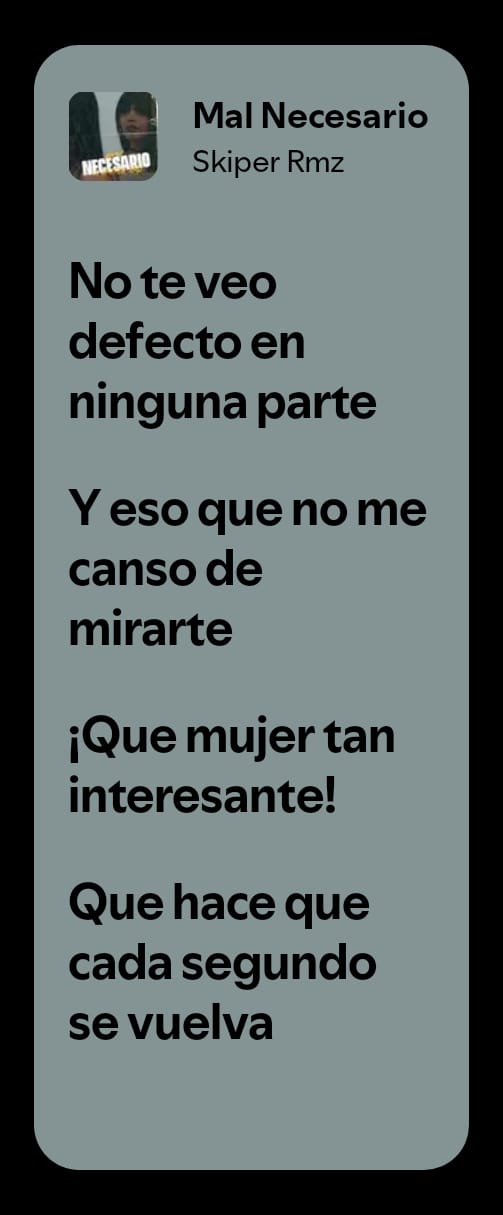 NECESARIO
Mal Necesario
Skiper Rmz
No te veo
defecto en
ninguna parte
Y eso que no me
canso de
mirarte
¡Que mujer tan
interesante!
Que hace que
cada segundo
se vuelva